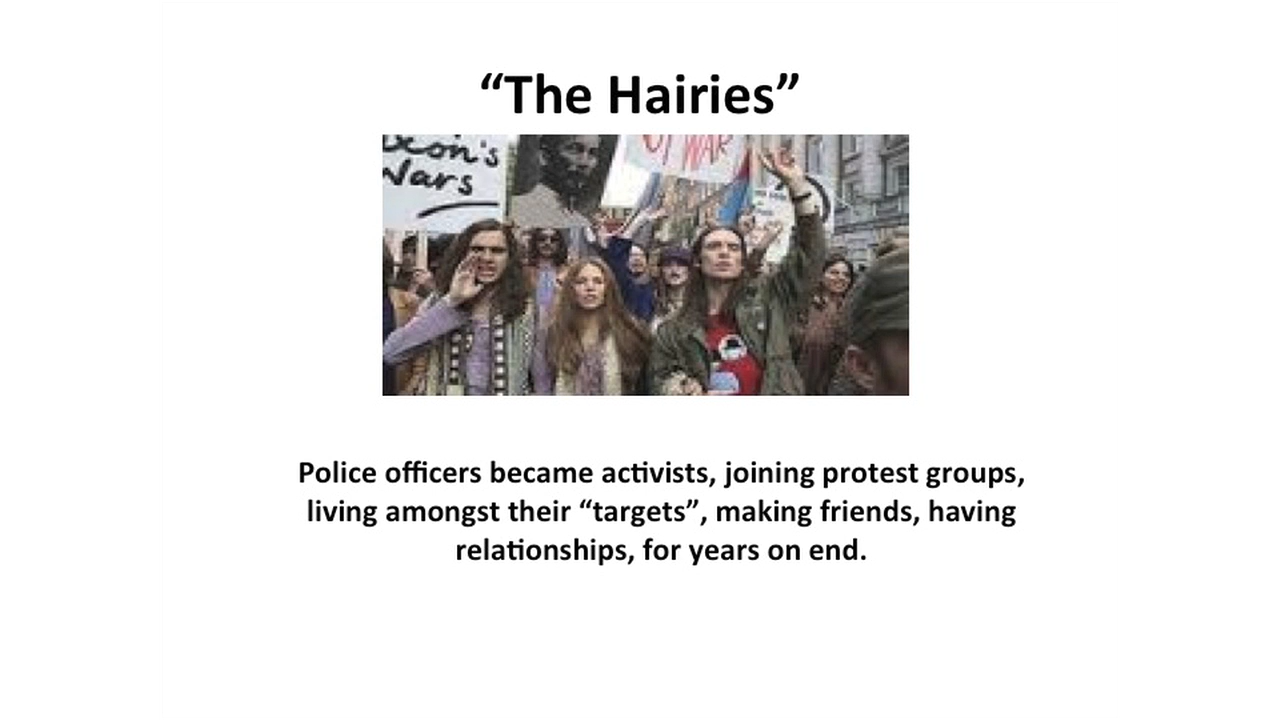 “The Hairies”
Wars
OF WAR
Police officers became activists, joining protest groups,
living amongst their “targets”, making friends, having
relationships, for years on end.